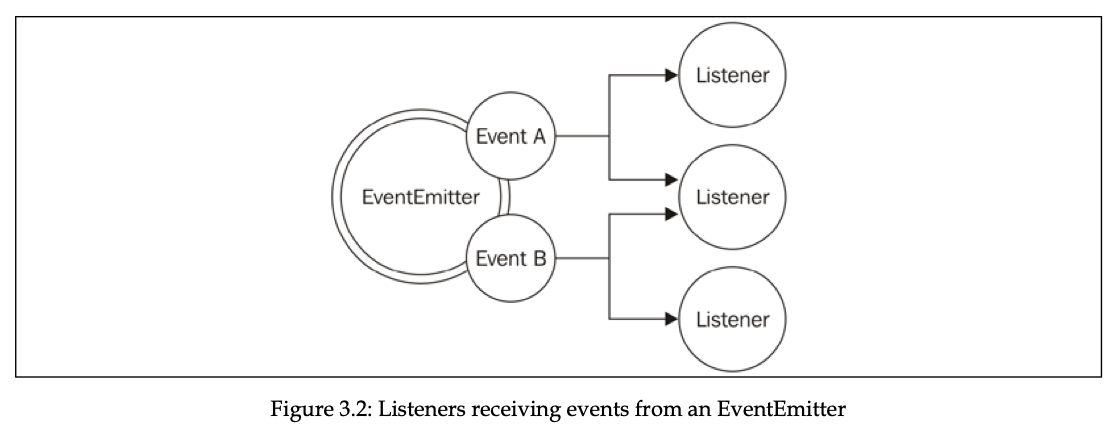 Listener
Event A
EventEmitter
Listener
Event B
Listener
Figure 3.2: Listeners receiving events from an EventEmitter